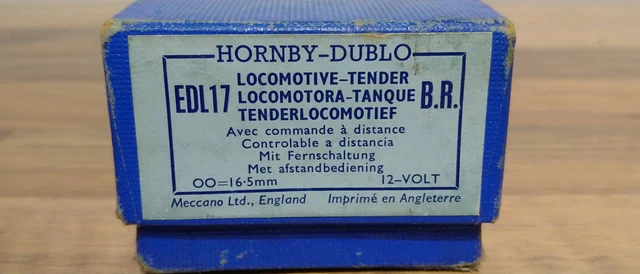 HORNBY-DUBLO
EDL17 LOCOMOTIVE-TENDER B.R.
LOCOMOTORA-TANQUE
TENDERLOCOMOTIEF
Avec commande à distance
Controlable a distancia
Mit Fernschaltung
Met afstandbediening
OO=16·5mm 12-VOLT
Meccano Ltd., England Imprimé en Angleterre